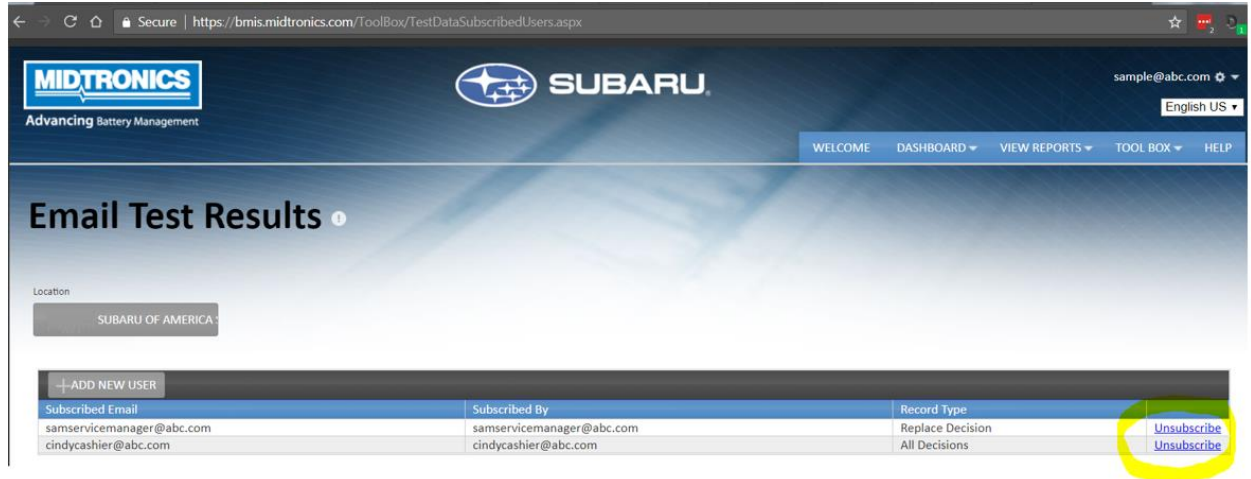 Secure | https://bmis.midtronics.com/ToolBox/TestDataSubscribedUsers.aspx
2
1
MIDTRONICS
Advancing Battery Management
SUBARU
sample@abc.com
English US
WELCOME DASHBOARD VIEW REPORTS TOOL BOX HELP
Email Test Results
Location
SUBARU OF AMERICA
+ADD NEW USER
Subscribed Email Subscribed By Record Type
samservicemanager@abc.com samservicemanager@abc.com Replace Decision Unsubscribe
cindycashier@abc.com cindycashier@abc.com All Decisions Unsubscribe